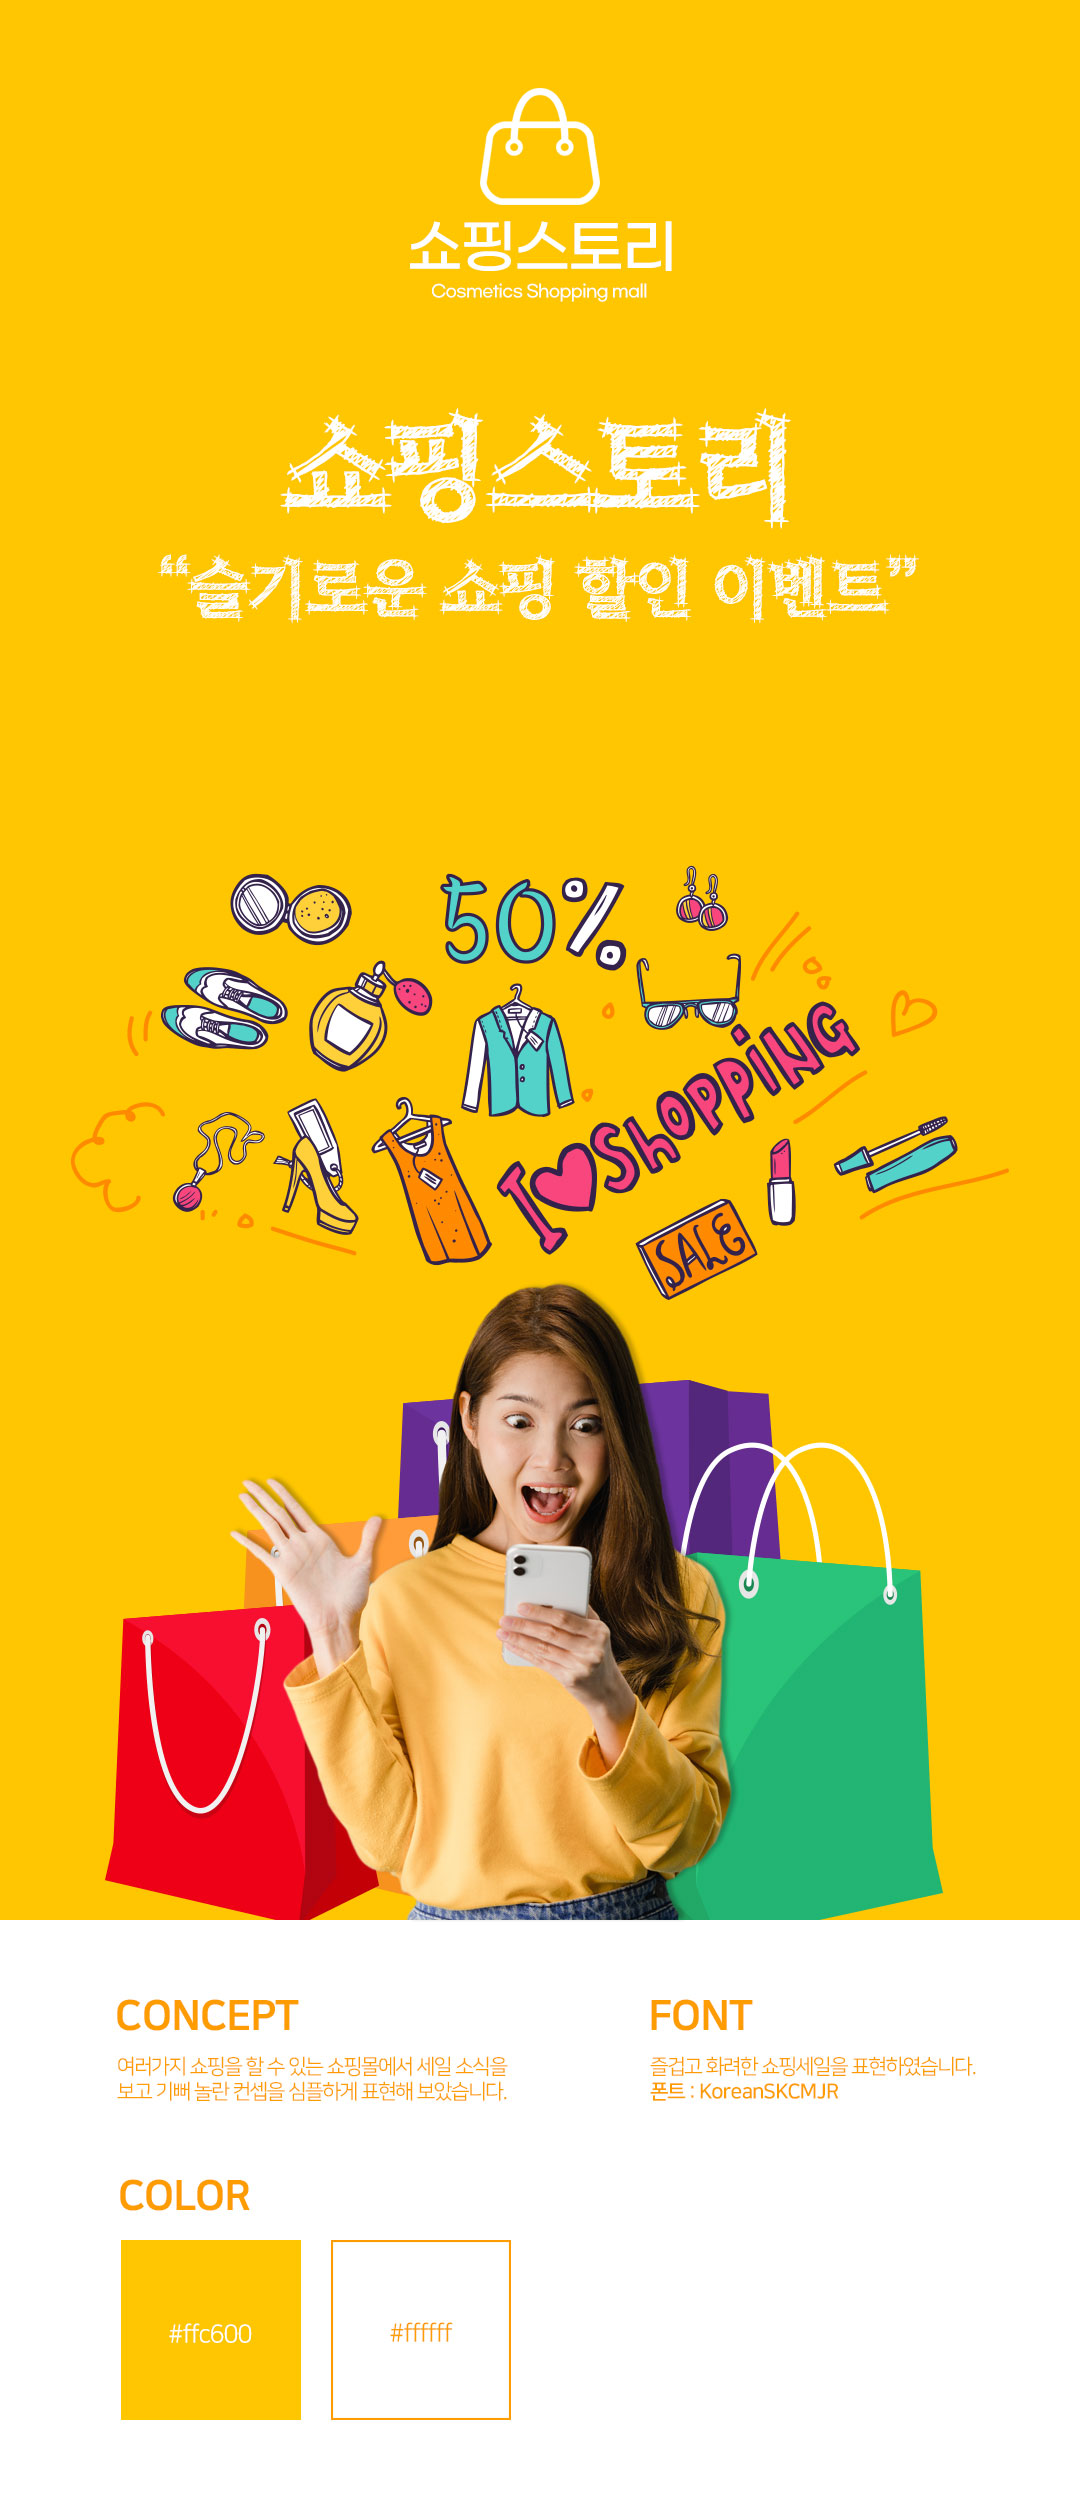 쇼핑스토리
Cosmetics Shopping mall
쇼핑스토리
“슬기로운 쇼핑 할인 이벤트”
50%
I♥Shopping
SALE
CONCEPT
여러가지 쇼핑을 할 수 있는 쇼핑몰에서 세일 소식을
보고 기뻐 놀란 컨셉을 심플하게 표현해 보았습니다.
FONT
즐겁고 화려한 쇼핑세일을 표현하였습니다.
폰트 : KoreanSKCMJR
COLOR
#ffc600
#ffffff